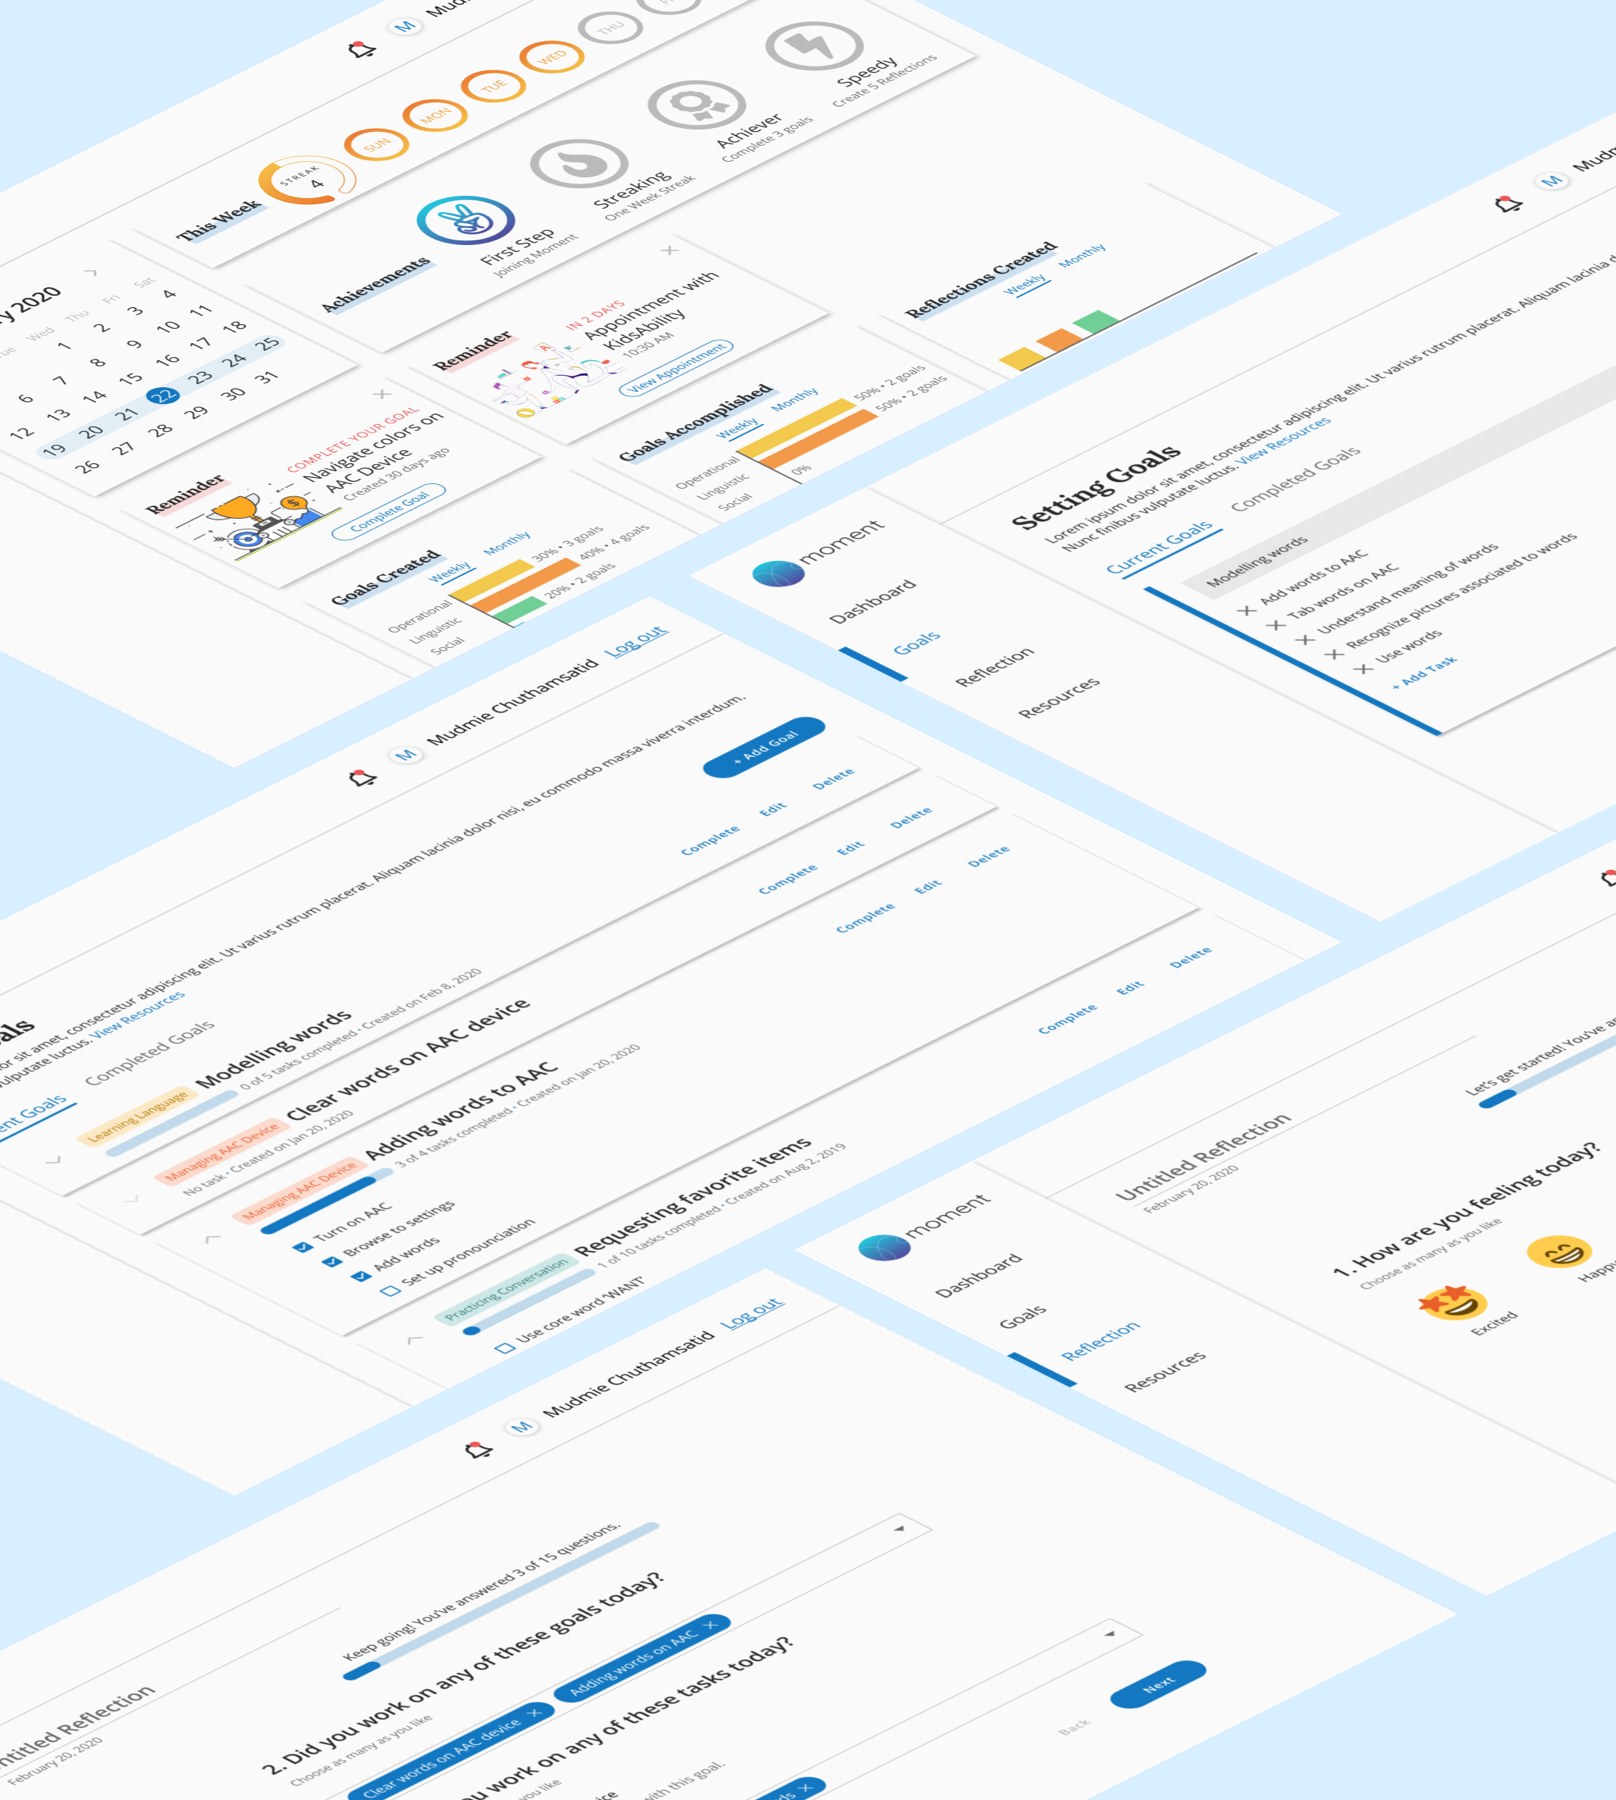 M
This Week
STREAK
4
SUN
MON
TUE
WED
THU
Achievements
First Step
Joining Moment
Streaking
One Week Streak
Achiever
Complete 3 goals
Speedy
Create 5 Reflections
2020
Wed
Thu
Fri
Sat
1
2
3
4
6
7
8
9
10
11
12
13
14
15
16
17
18
19
20
21
22
23
24
25
26
27
28
29
30
31
Reminder
COMPLETE YOUR GOAL
Navigate colors on
AAC Device
Created 30 days ago
Complete Goal
Reminder
IN 2 DAYS
Appointment with
KidsAbility
10:30 AM
View Appointment
Goals Created
Weekly
Monthly
Operational
30% • 3 goals
Linguistic
40% • 4 goals
Social
20% • 2 goals
Goals Accomplished
Weekly
Monthly
Operational
50% • 2 goals
Linguistic
50% • 2 goals
Social
0%
Reflections Created
Weekly
Monthly
M
moment
Dashboard
Goals
Reflection
Resources
Setting Goals
Lorem ipsum dolor sit amet, consectetur adipiscing elit. Ut varius rutrum placerat. Aliquam lacinia
Nunc finibus vulputate luctus. View Resources
Current Goals
Completed Goals
Modelling words
Add words to AAC
Tab words on AAC
Understand meaning of words
Recognize pictures associated to words
Use words
+ Add Task
M
Mudmie Chuthamsatid
Log out
sit amet, consectetur adipiscing elit. Ut varius rutrum placerat. Aliquam lacinia dolor nisi, eu commodo massa viverra interdum.
vulputate luctus. View Resources
Goals
Completed Goals
+ Add Goal
Learning Language
Modelling words
0 of 5 tasks completed • Created on Feb 8, 2020
Complete
Edit
Delete
Managing AAC Device
Clear words on AAC device
No task • Created on Jan 20, 2020
Complete
Edit
Delete
Managing AAC Device
Adding words to AAC
3 of 4 tasks completed • Created on Jan 20, 2020
Complete
Edit
Delete
Turn on AAC
Browse to settings
Add words
Set up pronounciation
Practicing Conversation
Requesting favorite items
1 of 10 tasks completed • Created on Aug 2, 2019
Complete
Edit
Delete
Use core word 'WANT'
moment
Dashboard
Goals
Reflection
Resources
Untitled Reflection
February 20, 2020
Let's get started! You've
1. How are you feeling today?
Choose as many as you like
Excited
M
Mudmie Chuthamsatid
Log out
Reflection
February 20, 2020
Keep going! You've answered 3 of 15 questions.
2. Did you work on any of these goals today?
Choose as many as you like
Clear words on AAC device
Adding words on AAC
work on any of these tasks today?
you like
with this goal.
Back
Next